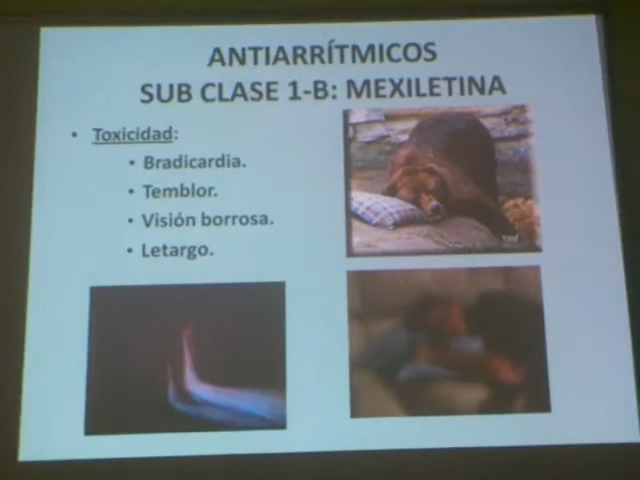 ANTIARRÍTMICOS
SUB CLASE 1-B: MEXILETINA
• Toxicidad:
• Bradicardia.
• Temblor.
• Visión borrosa.
• Letargo.